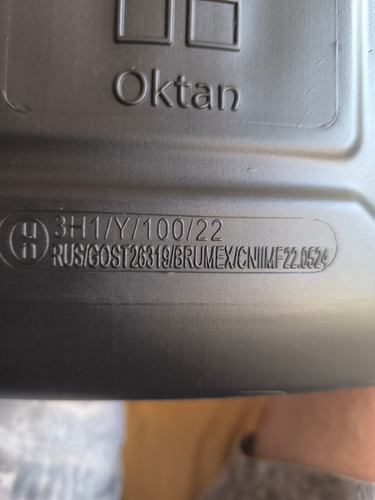 Oktan
3H1/Y/100/22
RUS/GOST26319/BRUMEX/CNIIMF22.0524